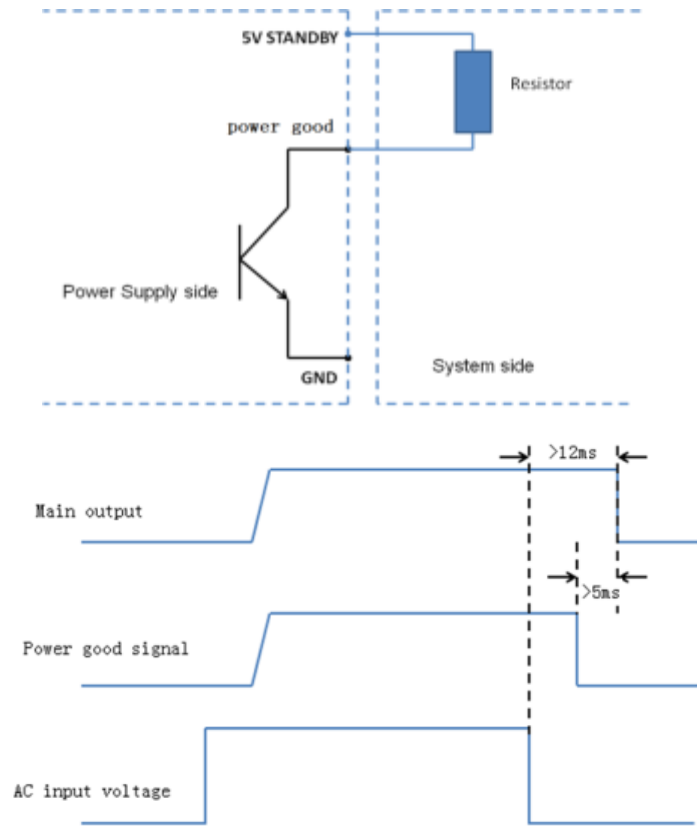 5V STANDBY
Resistor
power good
Power Supply side
System side
GND
>12ms
Main output
>5ms
Power good signal
AC input voltage